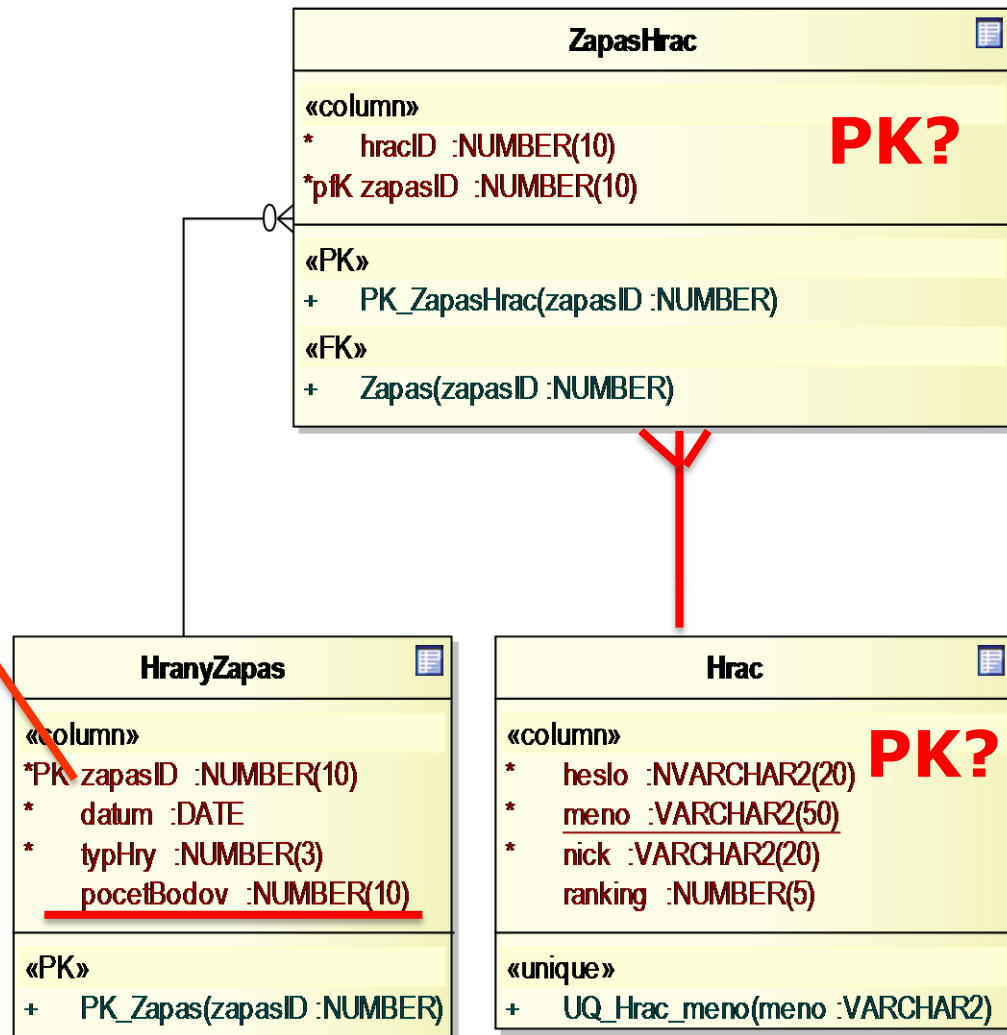 ZapasHrac
«column»
* hracID :NUMBER(10)
PK?
*pfK zapasID :NUMBER(10)
«PK»
+ PK_ZapasHrac(zapasID :NUMBER)
«FK»
+ Zapas(zapasID :NUMBER)
HranyZapas
«column»
*PK zapasID :NUMBER(10)
* datum :DATE
* typHry :NUMBER(3)
pocetBodov :NUMBER(10)
«PK»
+ PK_Zapas(zapasID :NUMBER)
Hrac
«column»
PK?
* heslo :NVARCHAR2(20)
* meno :VARCHAR2(50)
* nick :VARCHAR2(20)
ranking :NUMBER(5)
«unique»
+ UQ_Hrac_meno(meno :VARCHAR2)